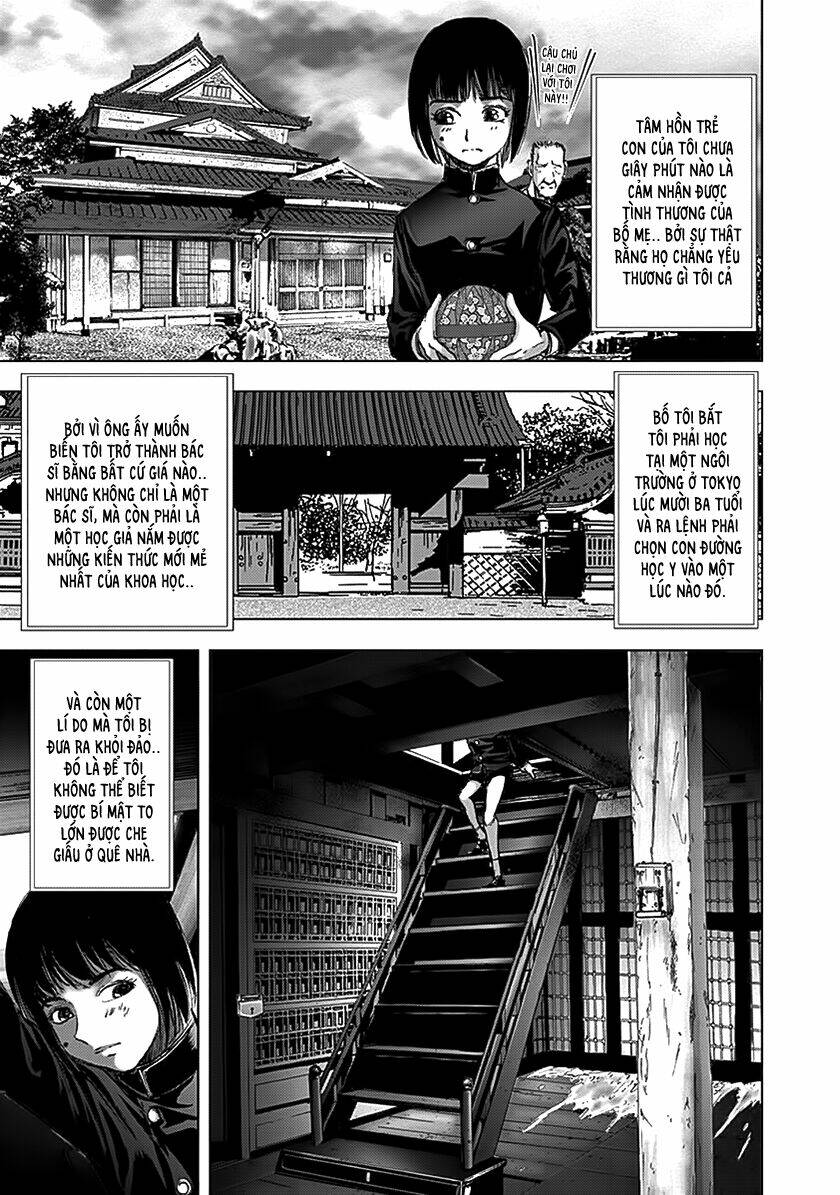 CẬU CHỦ
LẠI CHƠI
VỚI TÔI
NÀY!!
TÂM HỒN TRẺ
CON CỦA TÔI CHƯA
GIÂY PHÚT NÀO LÀ
CẢM NHẬN ĐƯỢC
TÌNH THƯƠNG CỦA
BỐ MẸ.. BỞI SỰ THẬT
RẰNG HỌ CHẲNG YÊU
THƯƠNG GÌ TÔI CẢ
BỐ TÔI BẮT
TÔI PHẢI HỌC
TẠI MỘT NGÔI
TRƯỜNG Ở TOKYO
LÚC MƯỜI BA TUỔI
VÀ RA LỆNH PHẢI
CHỌN CON ĐƯỜNG
HỌC Y VÀO MỘT
LÚC NÀO ĐÓ.
BỞI VÌ ÔNG ẤY MUỐN
BIẾN TÔI TRỞ THÀNH BÁC
SĨ BẰNG BẤT CỨ GIÁ NÀO..
NHƯNG KHÔNG CHỈ LÀ MỘT
BÁC SĨ, MÀ CÒN PHẢI LÀ
MỘT HỌC GIẢ NẮM ĐƯỢC
NHỮNG KIẾN THỨC MỚI MẺ
NHẤT CỦA KHOA HỌC..
VÀ CÒN MỘT
LÍ DO MÀ TÔI BỊ
ĐƯA RA KHỎI ĐẢO..
ĐÓ LÀ ĐỂ TÔI
KHÔNG THỂ BIẾT
ĐƯỢC BÍ MẬT TO
LỚN ĐƯỢC CHE
GIẤU Ở QUÊ NHÀ.